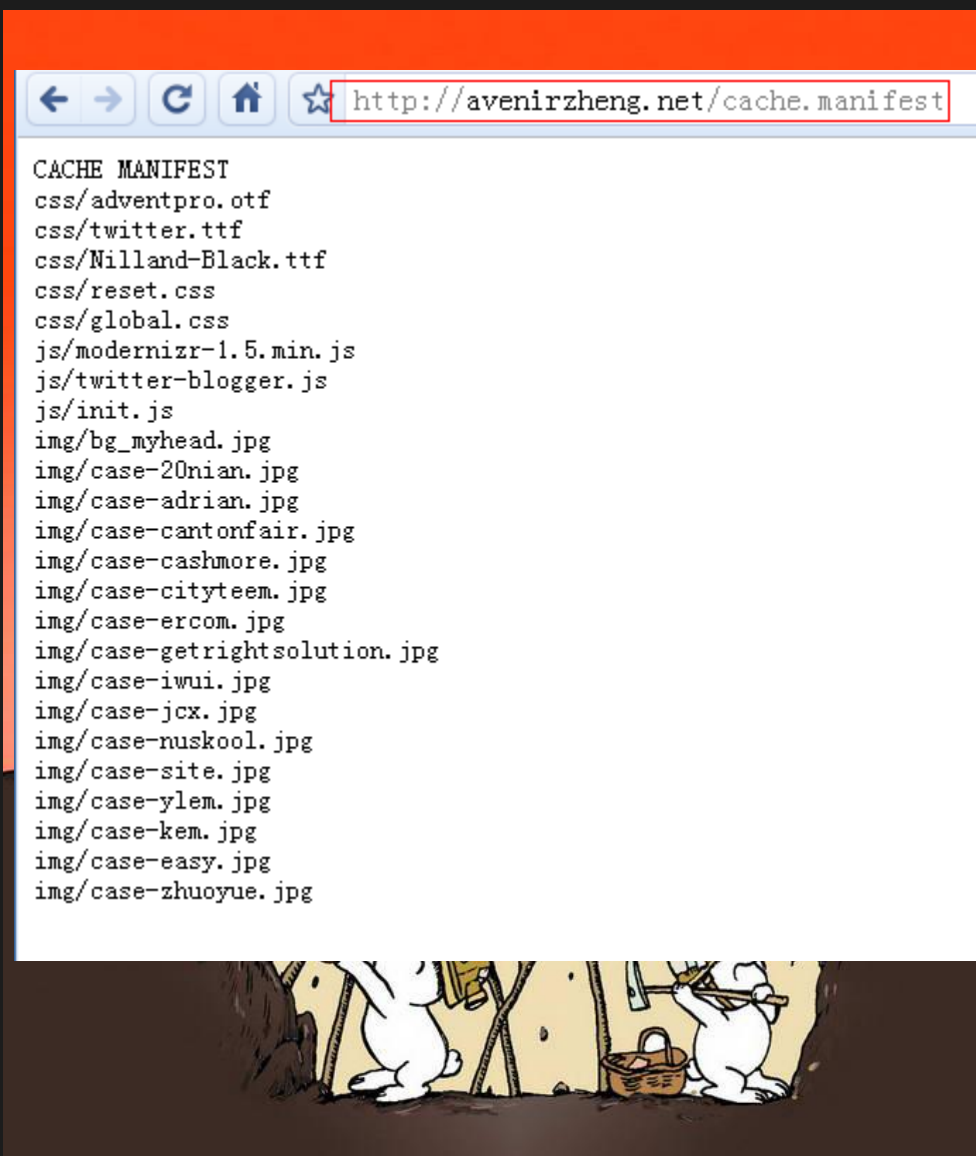 http://avenirzheng.net/cache.manifest
CACHE MANIFEST
css/adventpro.otf
css/twitter.ttf
css/Nilland-Black.ttf
css/reset.css
css/global.css
js/modernizr-1.5.min.js
js/twitter-blogger.js
js/init.js
img/bg_myhead.jpg
img/case-20nian.jpg
img/case-adrian.jpg
img/case-cantonfair.jpg
img/case-cashmore.jpg
img/case-cityteem.jpg
img/case-ercom.jpg
img/case-getrightsolution.jpg
img/case-iwui.jpg
img/case-jcx.jpg
img/case-nuskool.jpg
img/case-site.jpg
img/case-ylem.jpg
img/case-kem.jpg
img/case-easy.jpg
img/case-zhuoyue.jpg